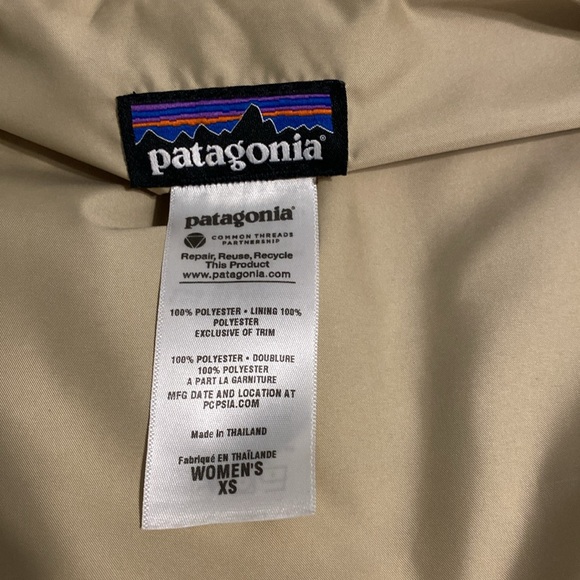 patagonia®
patagonia®
COMMON THREADS
PARTNERSHIP
Repair, Reuse, Recycle
This Product
www.patagonia.com
100% POLYESTER • LINING 100%
POLYESTER
EXCLUSIVE OF TRIM
100% POLYESTER • DOUBLURE
100% POLYESTER
A PART LA GARNITURE
MFG DATE AND LOCATION AT
PCPSIA.COM
Made in THAILAND
Fabriqué EN THAÏLANDE
WOMEN'S
XS